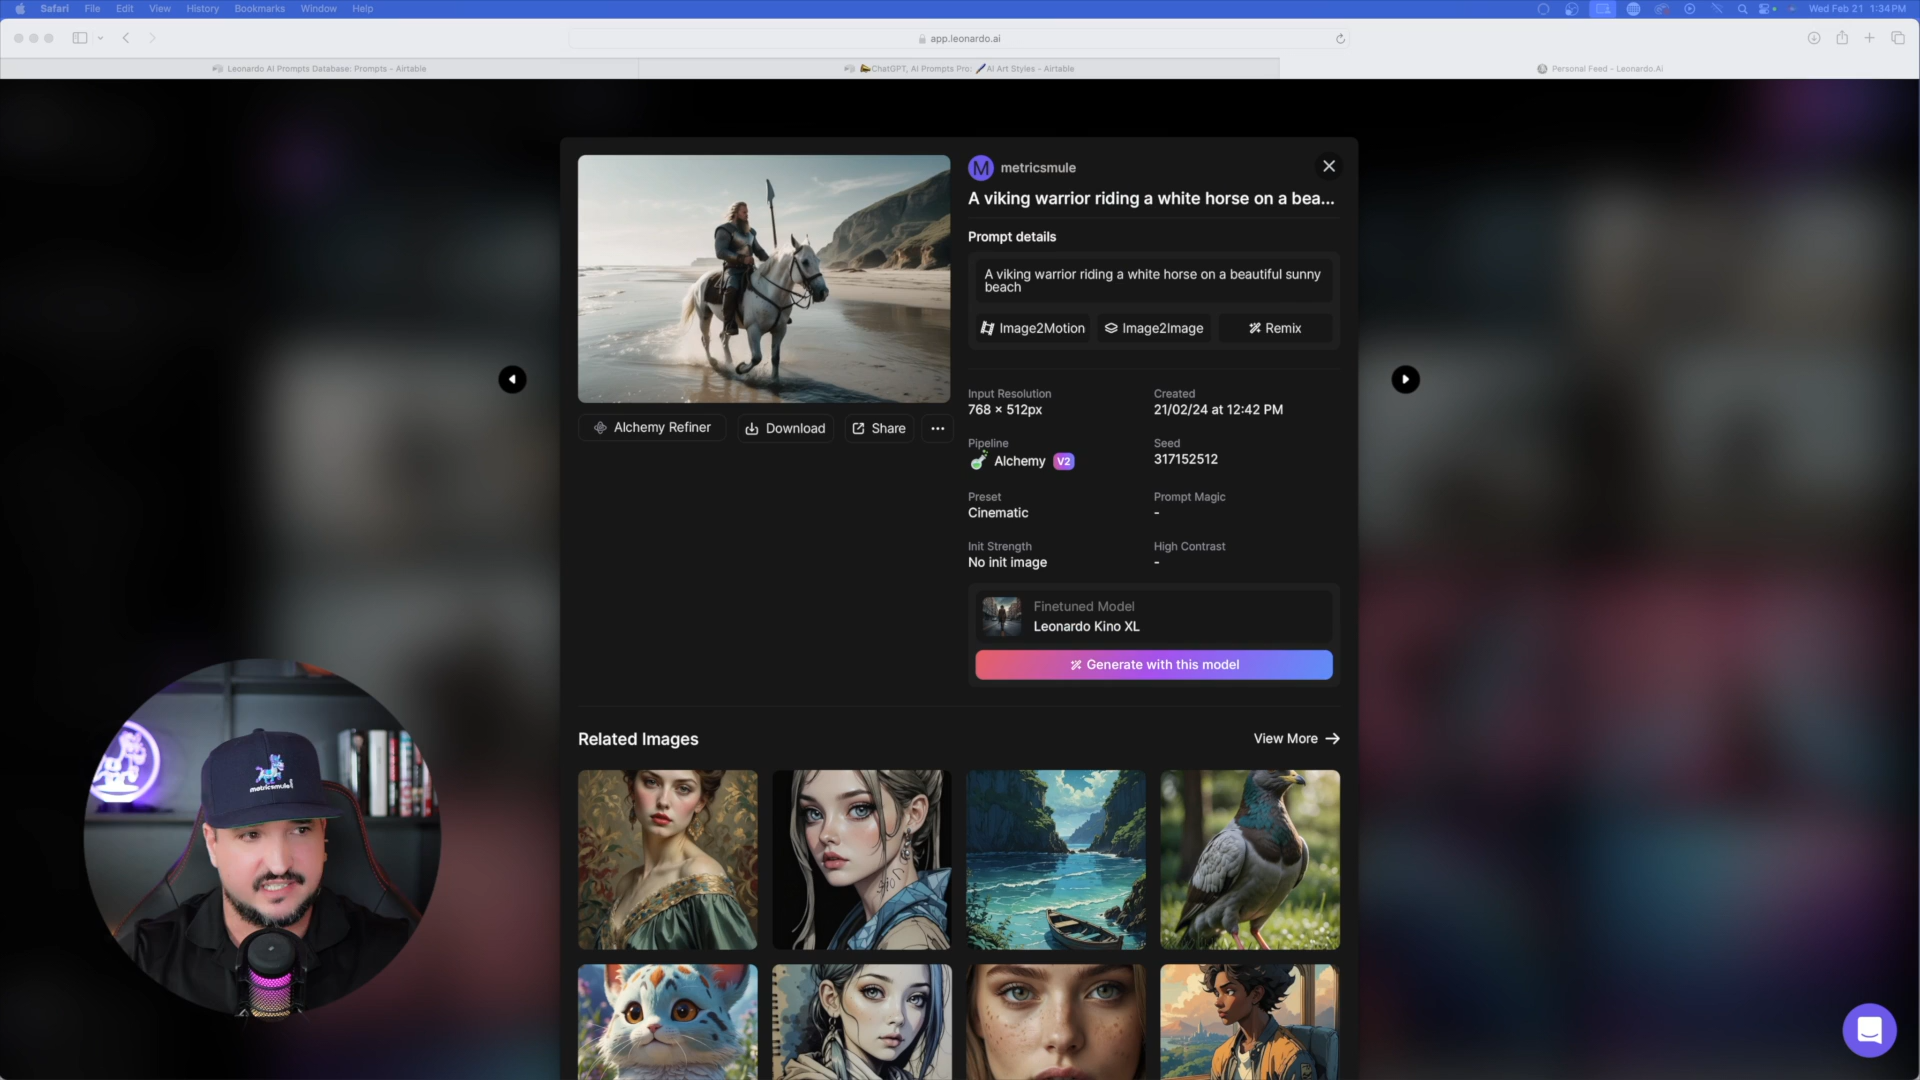 Safari File Edit View History Bookmarks Window Help
Wed Feb 21 1:34 PM
app.leonardo.ai
Leonardo AI Prompts Database: Prompts - Airtable
ChatGPT, AI Prompts Pro: AI Art Styles - Airtable
Personal Feed - Leonardo.Ai
M metricsmule
A viking warrior riding a white horse on a bea...
Prompt details
A viking warrior riding a white horse on a beautiful sunny
beach
Image2Motion
Image2Image
Remix
Alchemy Refiner
Download
Share
Input Resolution
768 × 512px
Created
21/02/24 at 12:42 PM
Pipeline
Alchemy V2
Seed
317152512
Preset
Cinematic
Prompt Magic
-
Init Strength
No init image
High Contrast
-
Finetuned Model
Leonardo Kino XL
Generate with this model
Related Images
View More
metricsmule